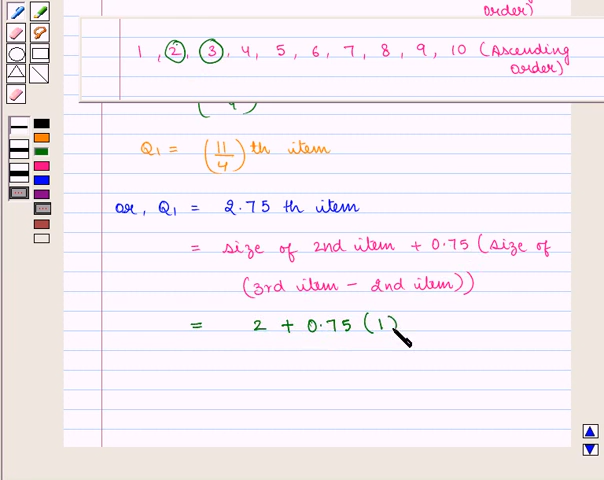 order)
1 , 2 , 3 , 4 , 5 , 6 , 7 , 8 , 9 , 10 (Ascending
order)
Q1 = (11/4) th item
or, Q1 = 2.75 th item
= size of 2nd item + 0.75 (size of
(3rd item - 2nd item))
= 2 + 0.75 (1)